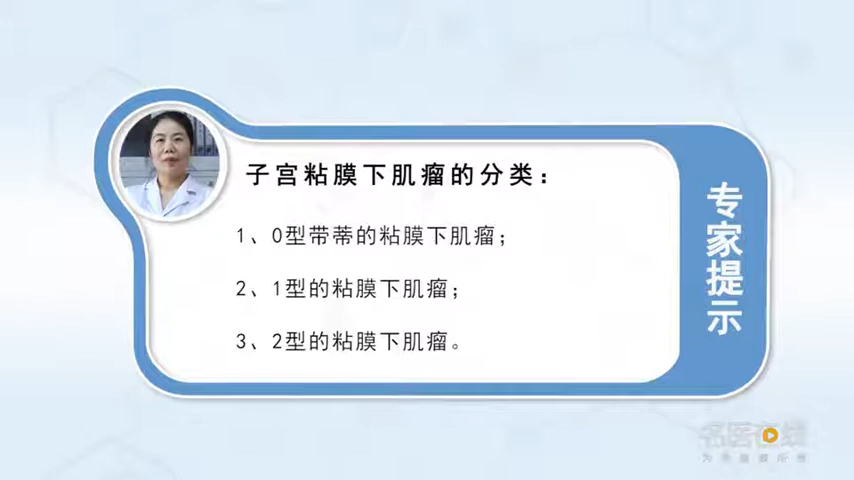 子宫粘膜下肌瘤的分类：
1、0型带蒂的粘膜下肌瘤；
2、1型的粘膜下肌瘤；
3、2型的粘膜下肌瘤。
专家提示
名医在线